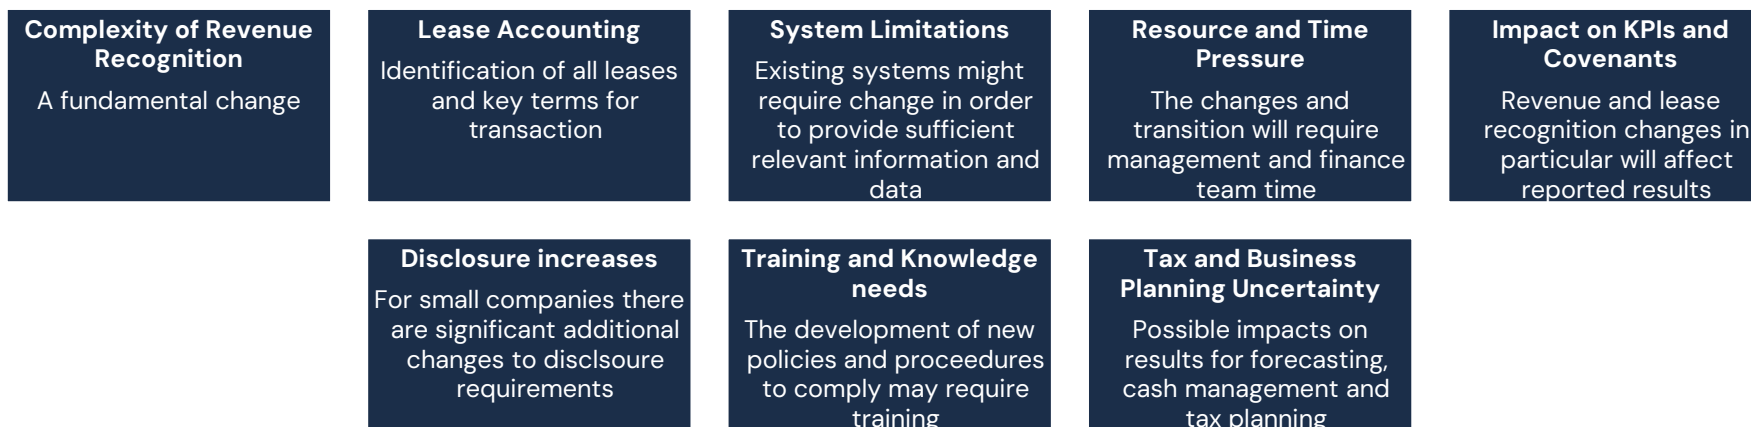 Complexity of Revenue
Recognition
A fundamental change
Lease Accounting
Identification of all leases
and key terms for
transaction
System Limitations
Existing systems might
require change in order
to provide sufficient
relevant information and
data
Resource and Time
Pressure
The changes and
transition will require
management and finance
team time
Impact on KPIs and
Covenants
Revenue and lease
recognition changes in
particular will affect
reported results
Disclosure increases
For small companies there
are significant additional
changes to disclsoure
requirements
Training and Knowledge
needs
The development of new
policies and proceedures
to comply may require
training
Tax and Business
Planning Uncertainty
Possible impacts on
results for forecasting,
cash management and
tax planning